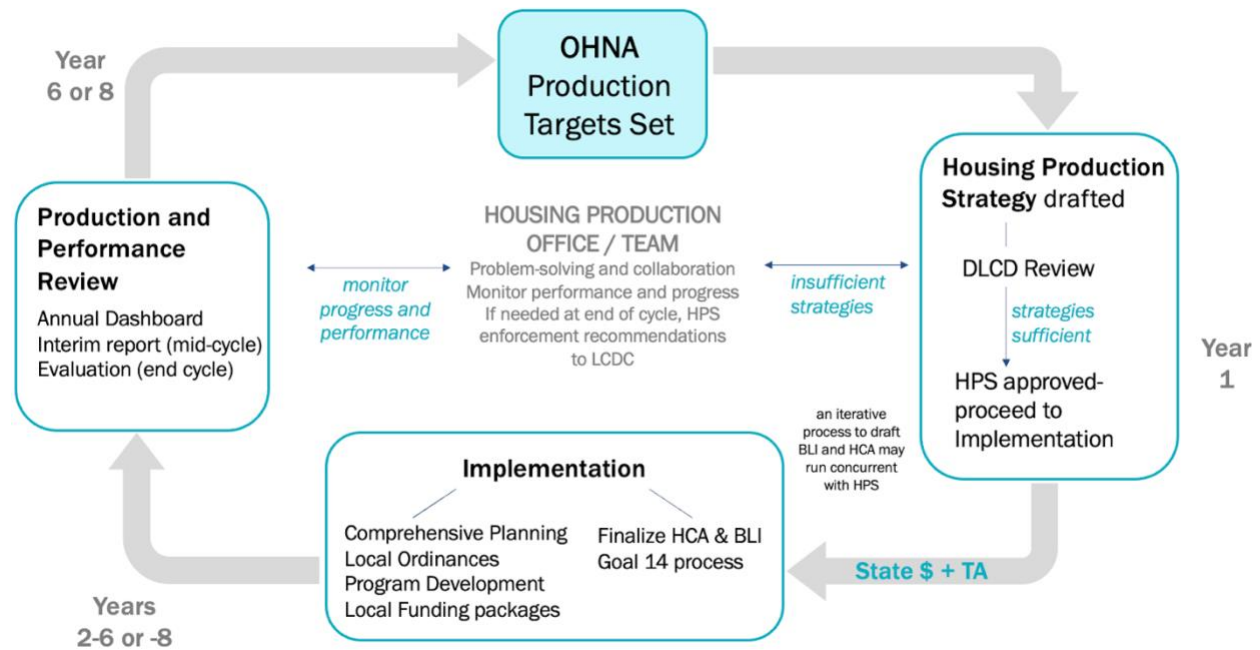 OHNA
Production
Targets Set
Year
6 or 8
Housing Production
Strategy drafted
DLCD Review
strategies
sufficient
HPS approved-
proceed to
Implementation
Year
1
Production and
Performance
Review
Annual Dashboard
Interim report (mid-cycle)
Evaluation (end cycle)
monitor
progress and
performance
HOUSING PRODUCTION
OFFICE / TEAM
Problem-solving and collaboration
Monitor performance and progress
If needed at end of cycle, HPS
enforcement recommendations
to LCDC
insufficient
strategies
an iterative
process to draft
BLI and HCA may
run concurrent
with HPS
Implementation
Comprehensive Planning
Local Ordinances
Program Development
Local Funding packages
Finalize HCA & BLI
Goal 14 process
State $ + TA
Years
2-6 or -8